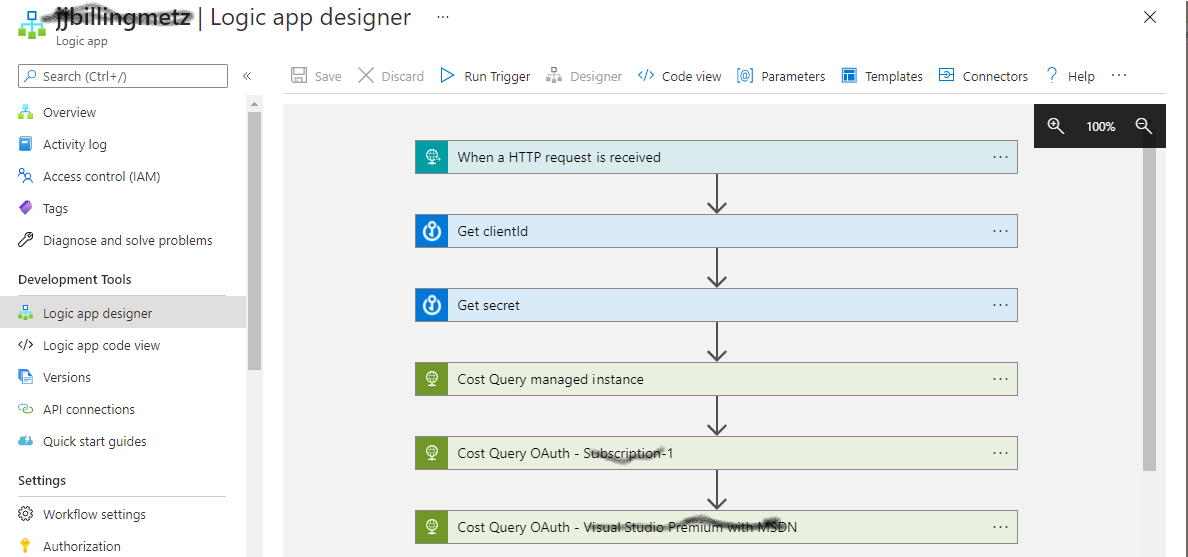 jjbillingmetz | Logic app designer ...
Logic app
Search (Ctrl+/)
«
Overview
Activity log
Access control (IAM)
Tags
Diagnose and solve problems
Development Tools
Logic app designer
Logic app code view
Versions
API connections
Quick start guides
Settings
Workflow settings
Authorization
Save Discard Run Trigger Designer Code view Parameters Templates Connectors Help ...
100%
When a HTTP request is received ...
Get clientId ...
Get secret ...
Cost Query managed instance ...
Cost Query OAuth - Subscription-1 ...
Cost Query OAuth - Visual Studio Premium with MSDN ...